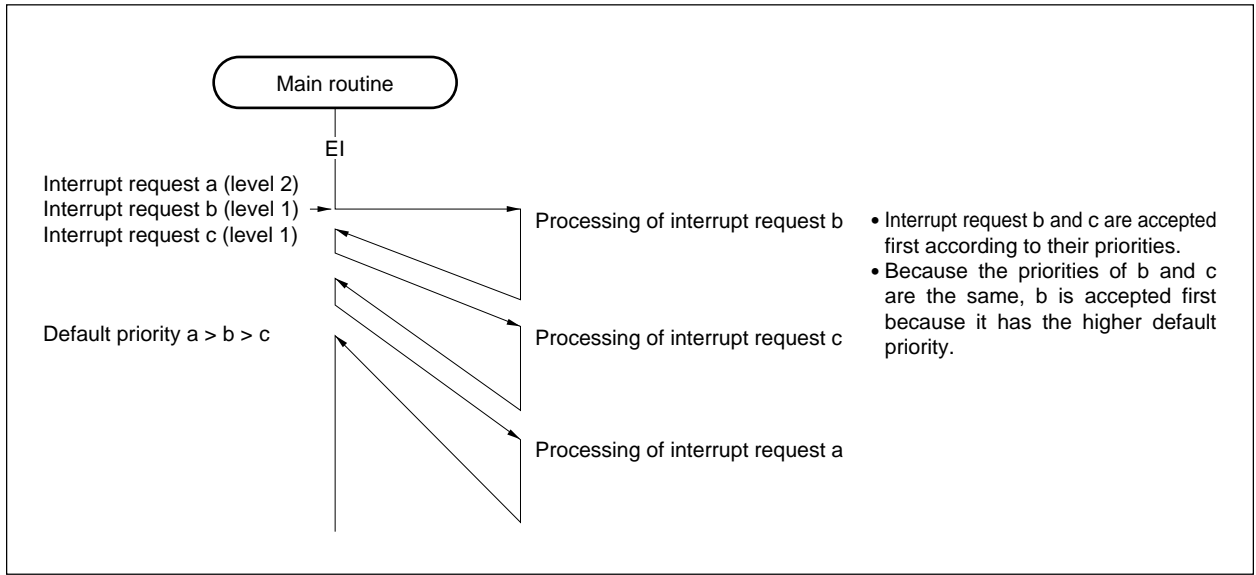 Main routine
EI
Interrupt request a (level 2)
Interrupt request b (level 1)
Interrupt request c (level 1)
Default priority a > b > c
Processing of interrupt request b
Processing of interrupt request c
Processing of interrupt request a
• Interrupt request b and c are accepted
first according to their priorities.
• Because the priorities of b and c
are the same, b is accepted first
because it has the higher default
priority.